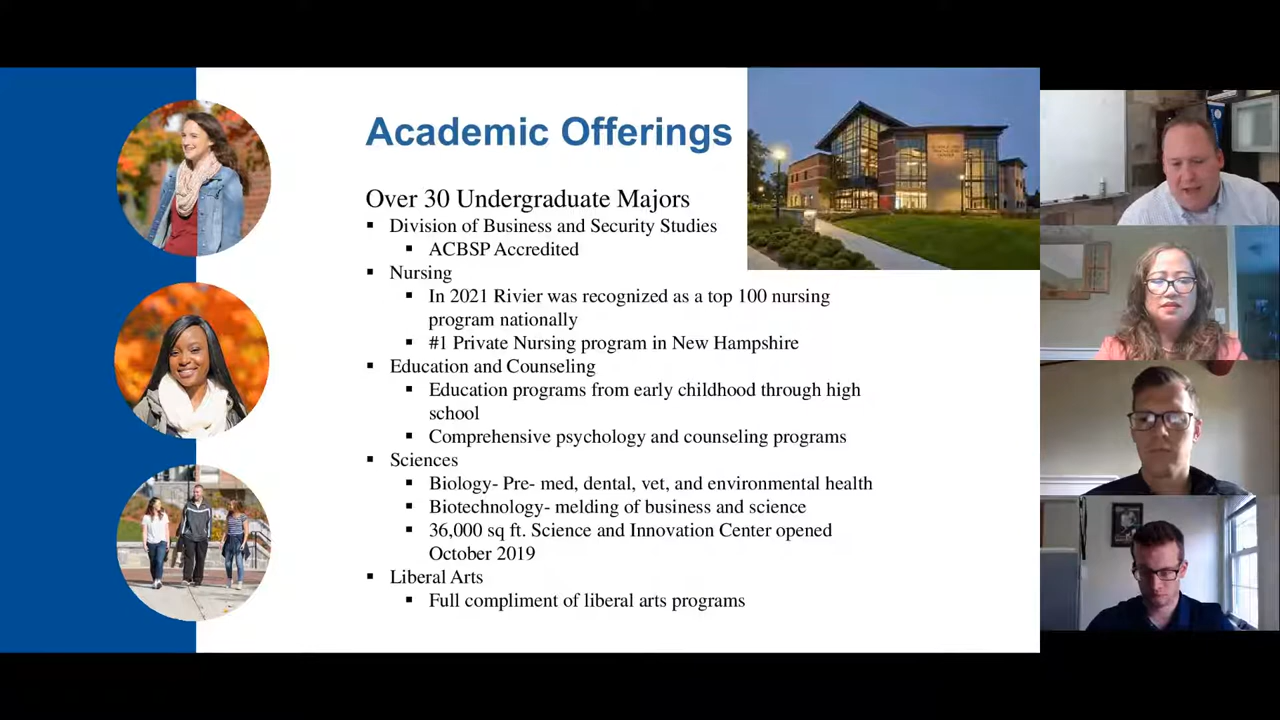 Academic Offerings
Over 30 Undergraduate Majors
▪ Division of Business and Security Studies
▪ ACBSP Accredited
▪ Nursing
▪ In 2021 Rivier was recognized as a top 100 nursing
program nationally
▪ #1 Private Nursing program in New Hampshire
▪ Education and Counseling
▪ Education programs from early childhood through high
school
▪ Comprehensive psychology and counseling programs
▪ Sciences
▪ Biology- Pre- med, dental, vet, and environmental health
▪ Biotechnology- melding of business and science
▪ 36,000 sq ft. Science and Innovation Center opened
October 2019
▪ Liberal Arts
▪ Full compliment of liberal arts programs